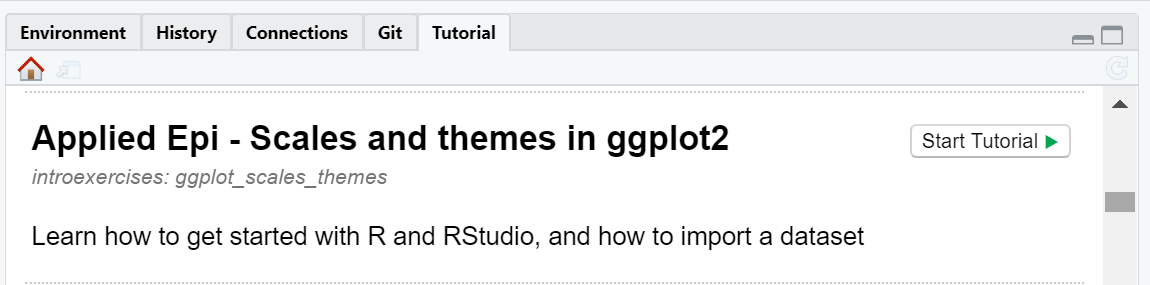 Environment History Connections Git Tutorial
Applied Epi - Scales and themes in ggplot2
Start Tutorial
introexercises: ggplot_scales_themes
Learn how to get started with R and RStudio, and how to import a dataset